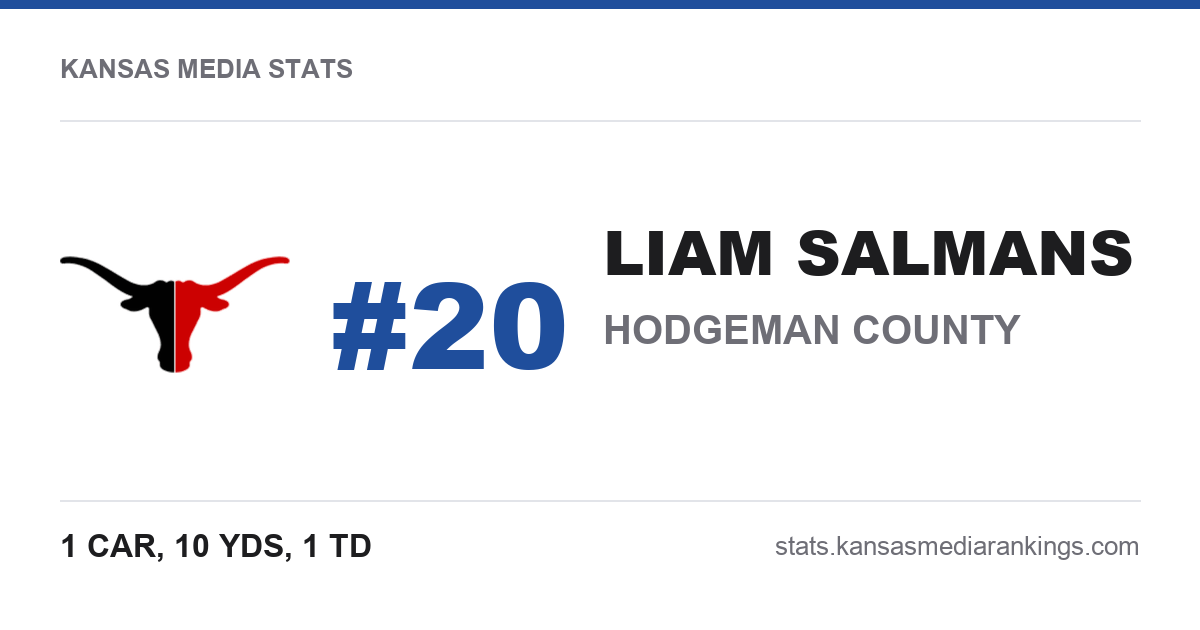 KANSAS MEDIA STATS
#20
LIAM SALMANS
HODGEMAN COUNTY
1 CAR, 10 YDS, 1 TD
stats.kansasmediarankings.com